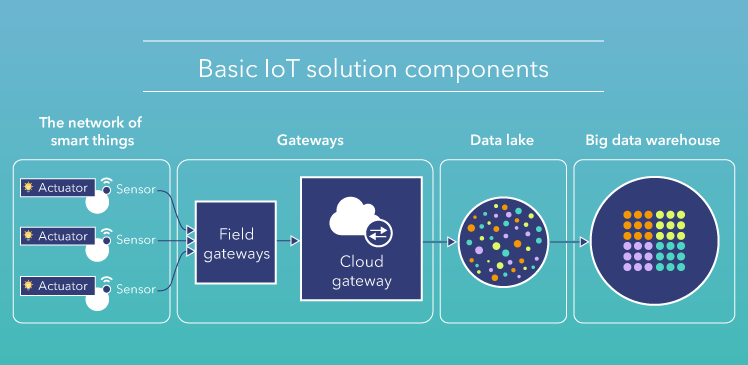 Basic IoT solution components
The network of
smart things
Gateways
Data lake
Big data warehouse
Actuator
Sensor
Actuator
Sensor
Actuator
Sensor
Field
gateways
Cloud
gateway